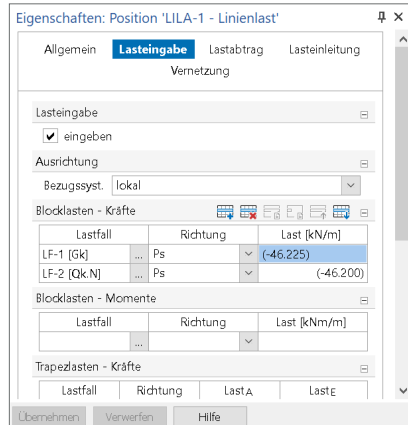 Eigenschaften: Position 'LILA-1 - Linienlast'
Allgemein Lasteingabe Lastabtrag Lasteinleitung
Vernetzung
Lasteingabe
eingeben
Ausrichtung
Bezugssyst. lokal
Blocklasten - Kräfte
Lastfall Richtung Last [kN/m]
LF-1 [Gk] ... Ps (-46.225)
LF-2 [Qk.N] ... Ps (-46.200)
Blocklasten - Momente
Lastfall Richtung Last [kNm/m]
...
Trapezlasten - Kräfte
Lastfall Richtung LastA LastE
Übernehmen Verwerfen Hilfe